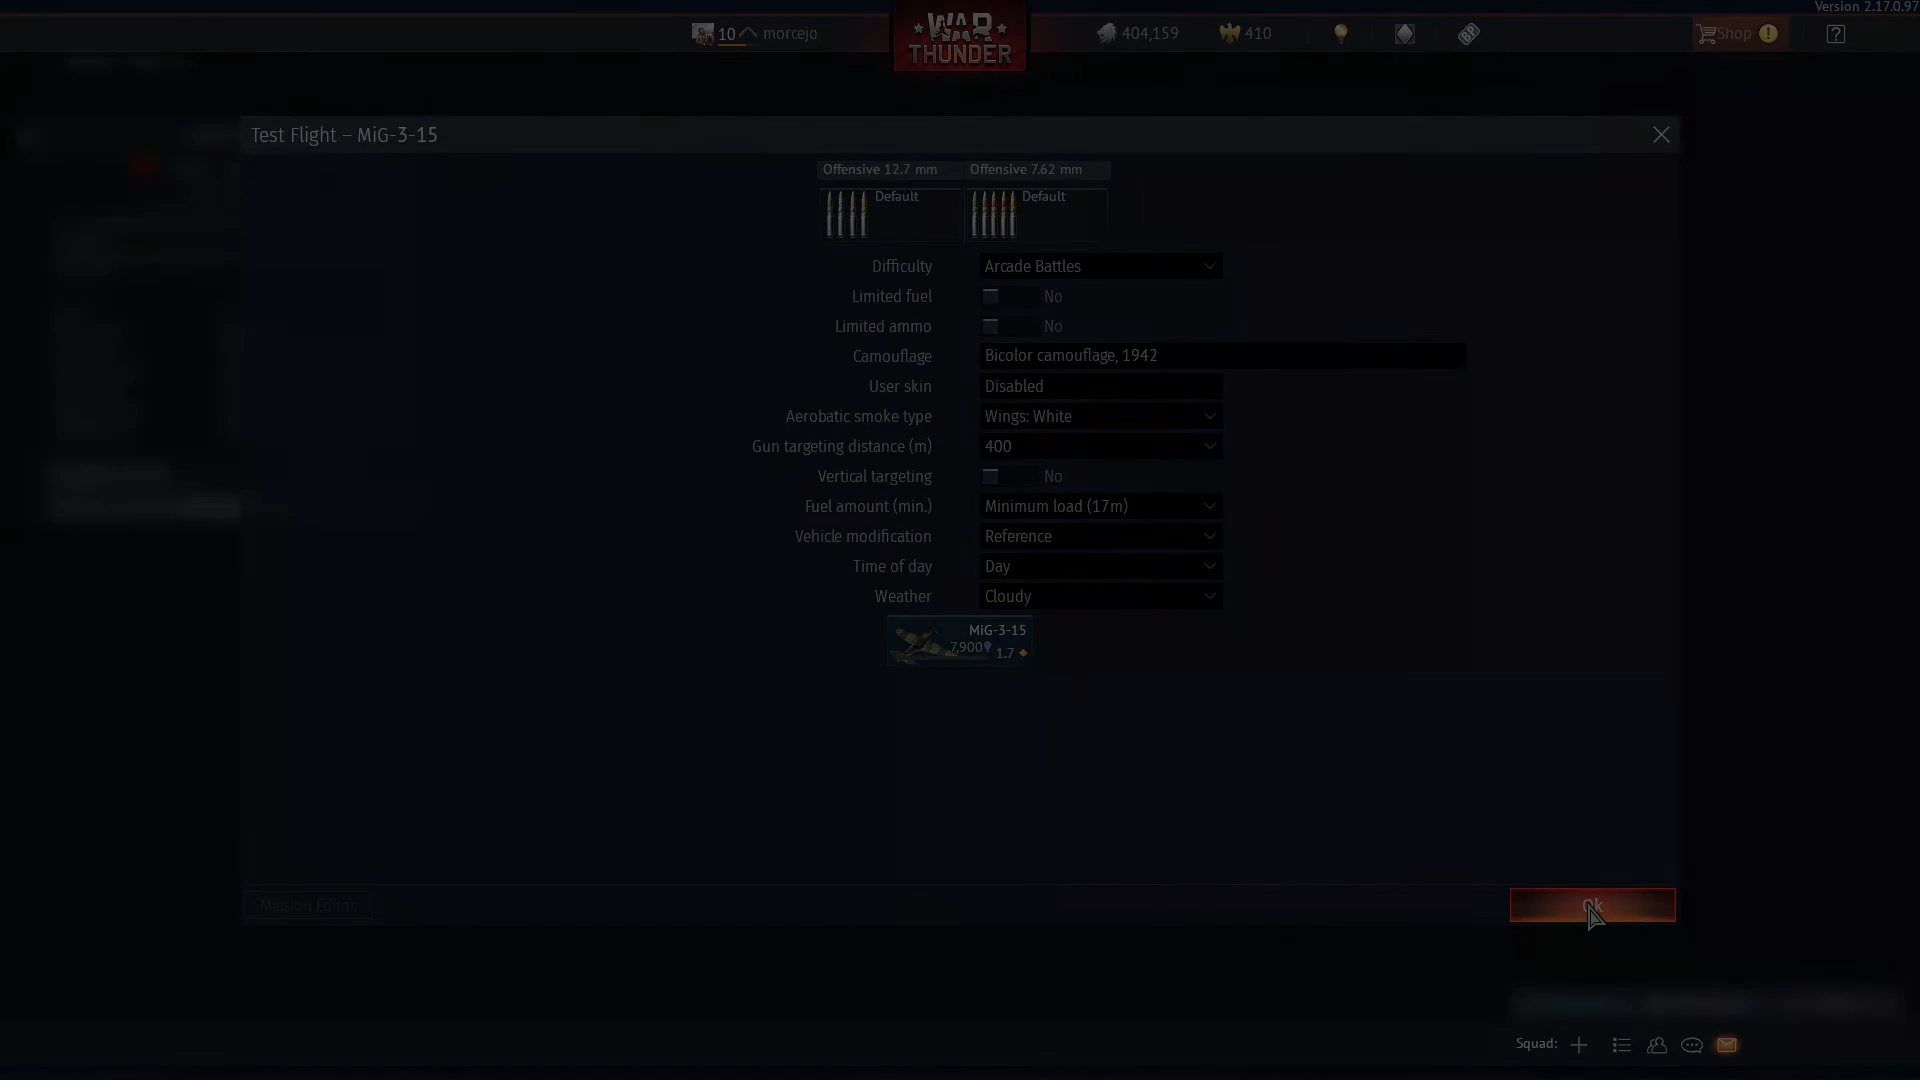 Version 2.17.0.97
10 morcejo
WAR
THUNDER
404,159
410
BP
Shop
Test Flight – MiG-3-15
Offensive 12.7 mm
Offensive 7.62 mm
Default
Default
Difficulty Arcade Battles
Limited fuel No
Limited ammo No
Camouflage Bicolor camouflage, 1942
User skin Disabled
Aerobatic smoke type Wings: White
Gun targeting distance (m) 400
Vertical targeting No
Fuel amount (min.) Minimum load (17m)
Vehicle modification Reference
Time of day Day
Weather Cloudy
MiG-3-15
7,900
1.7
Mission Editor
Ok
Squad: